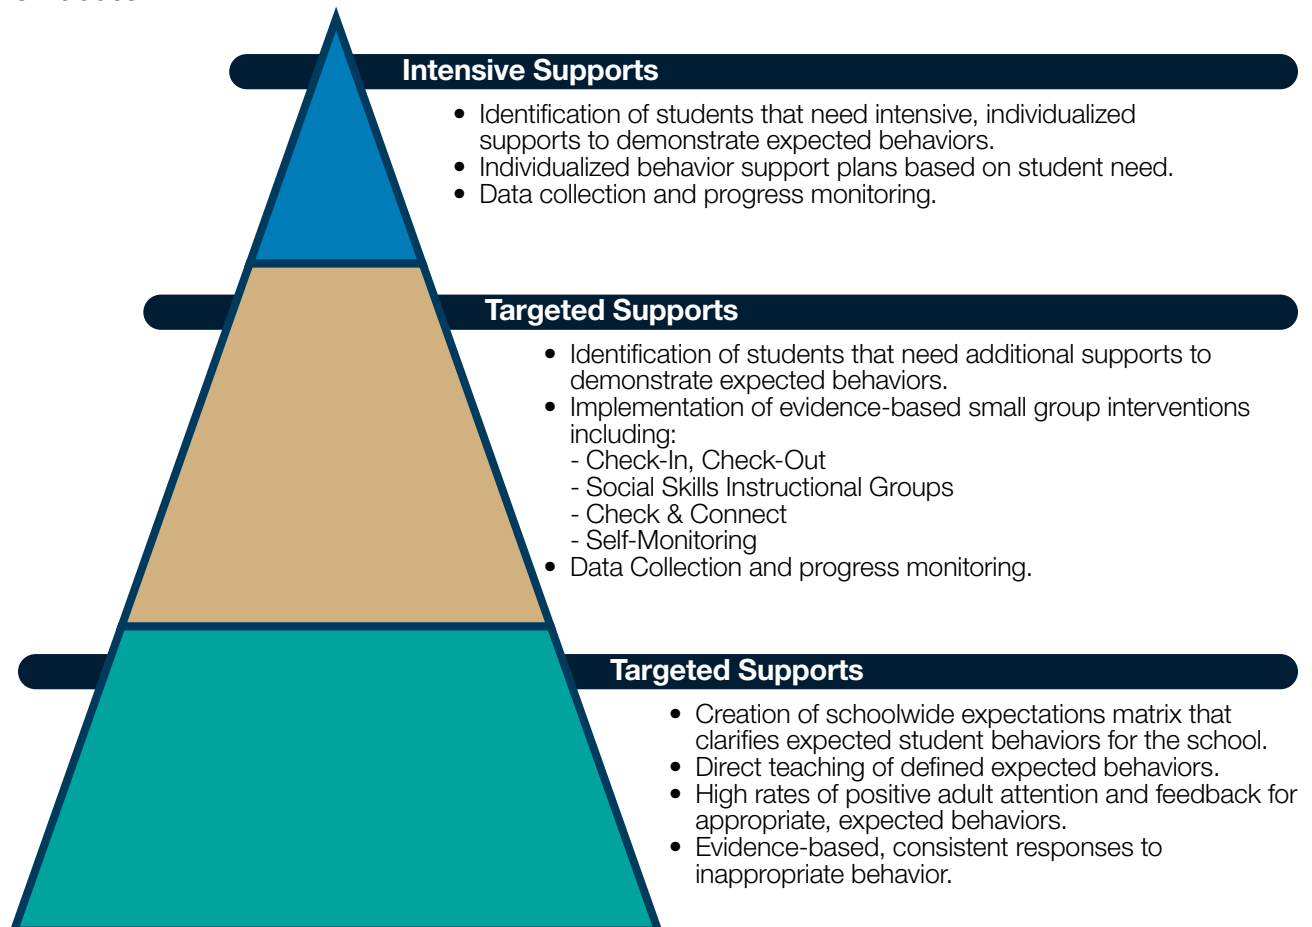 Intensive Supports
• Identification of students that need intensive, individualized
supports to demonstrate expected behaviors.
• Individualized behavior support plans based on student need.
• Data collection and progress monitoring.
Targeted Supports
• Identification of students that need additional supports to
demonstrate expected behaviors.
• Implementation of evidence-based small group interventions
including:
- Check-In, Check-Out
- Social Skills Instructional Groups
- Check & Connect
- Self-Monitoring
• Data Collection and progress monitoring.
Targeted Supports
• Creation of schoolwide expectations matrix that
clarifies expected student behaviors for the school.
• Direct teaching of defined expected behaviors.
• High rates of positive adult attention and feedback for
appropriate, expected behaviors.
• Evidence-based, consistent responses to
inappropriate behavior.